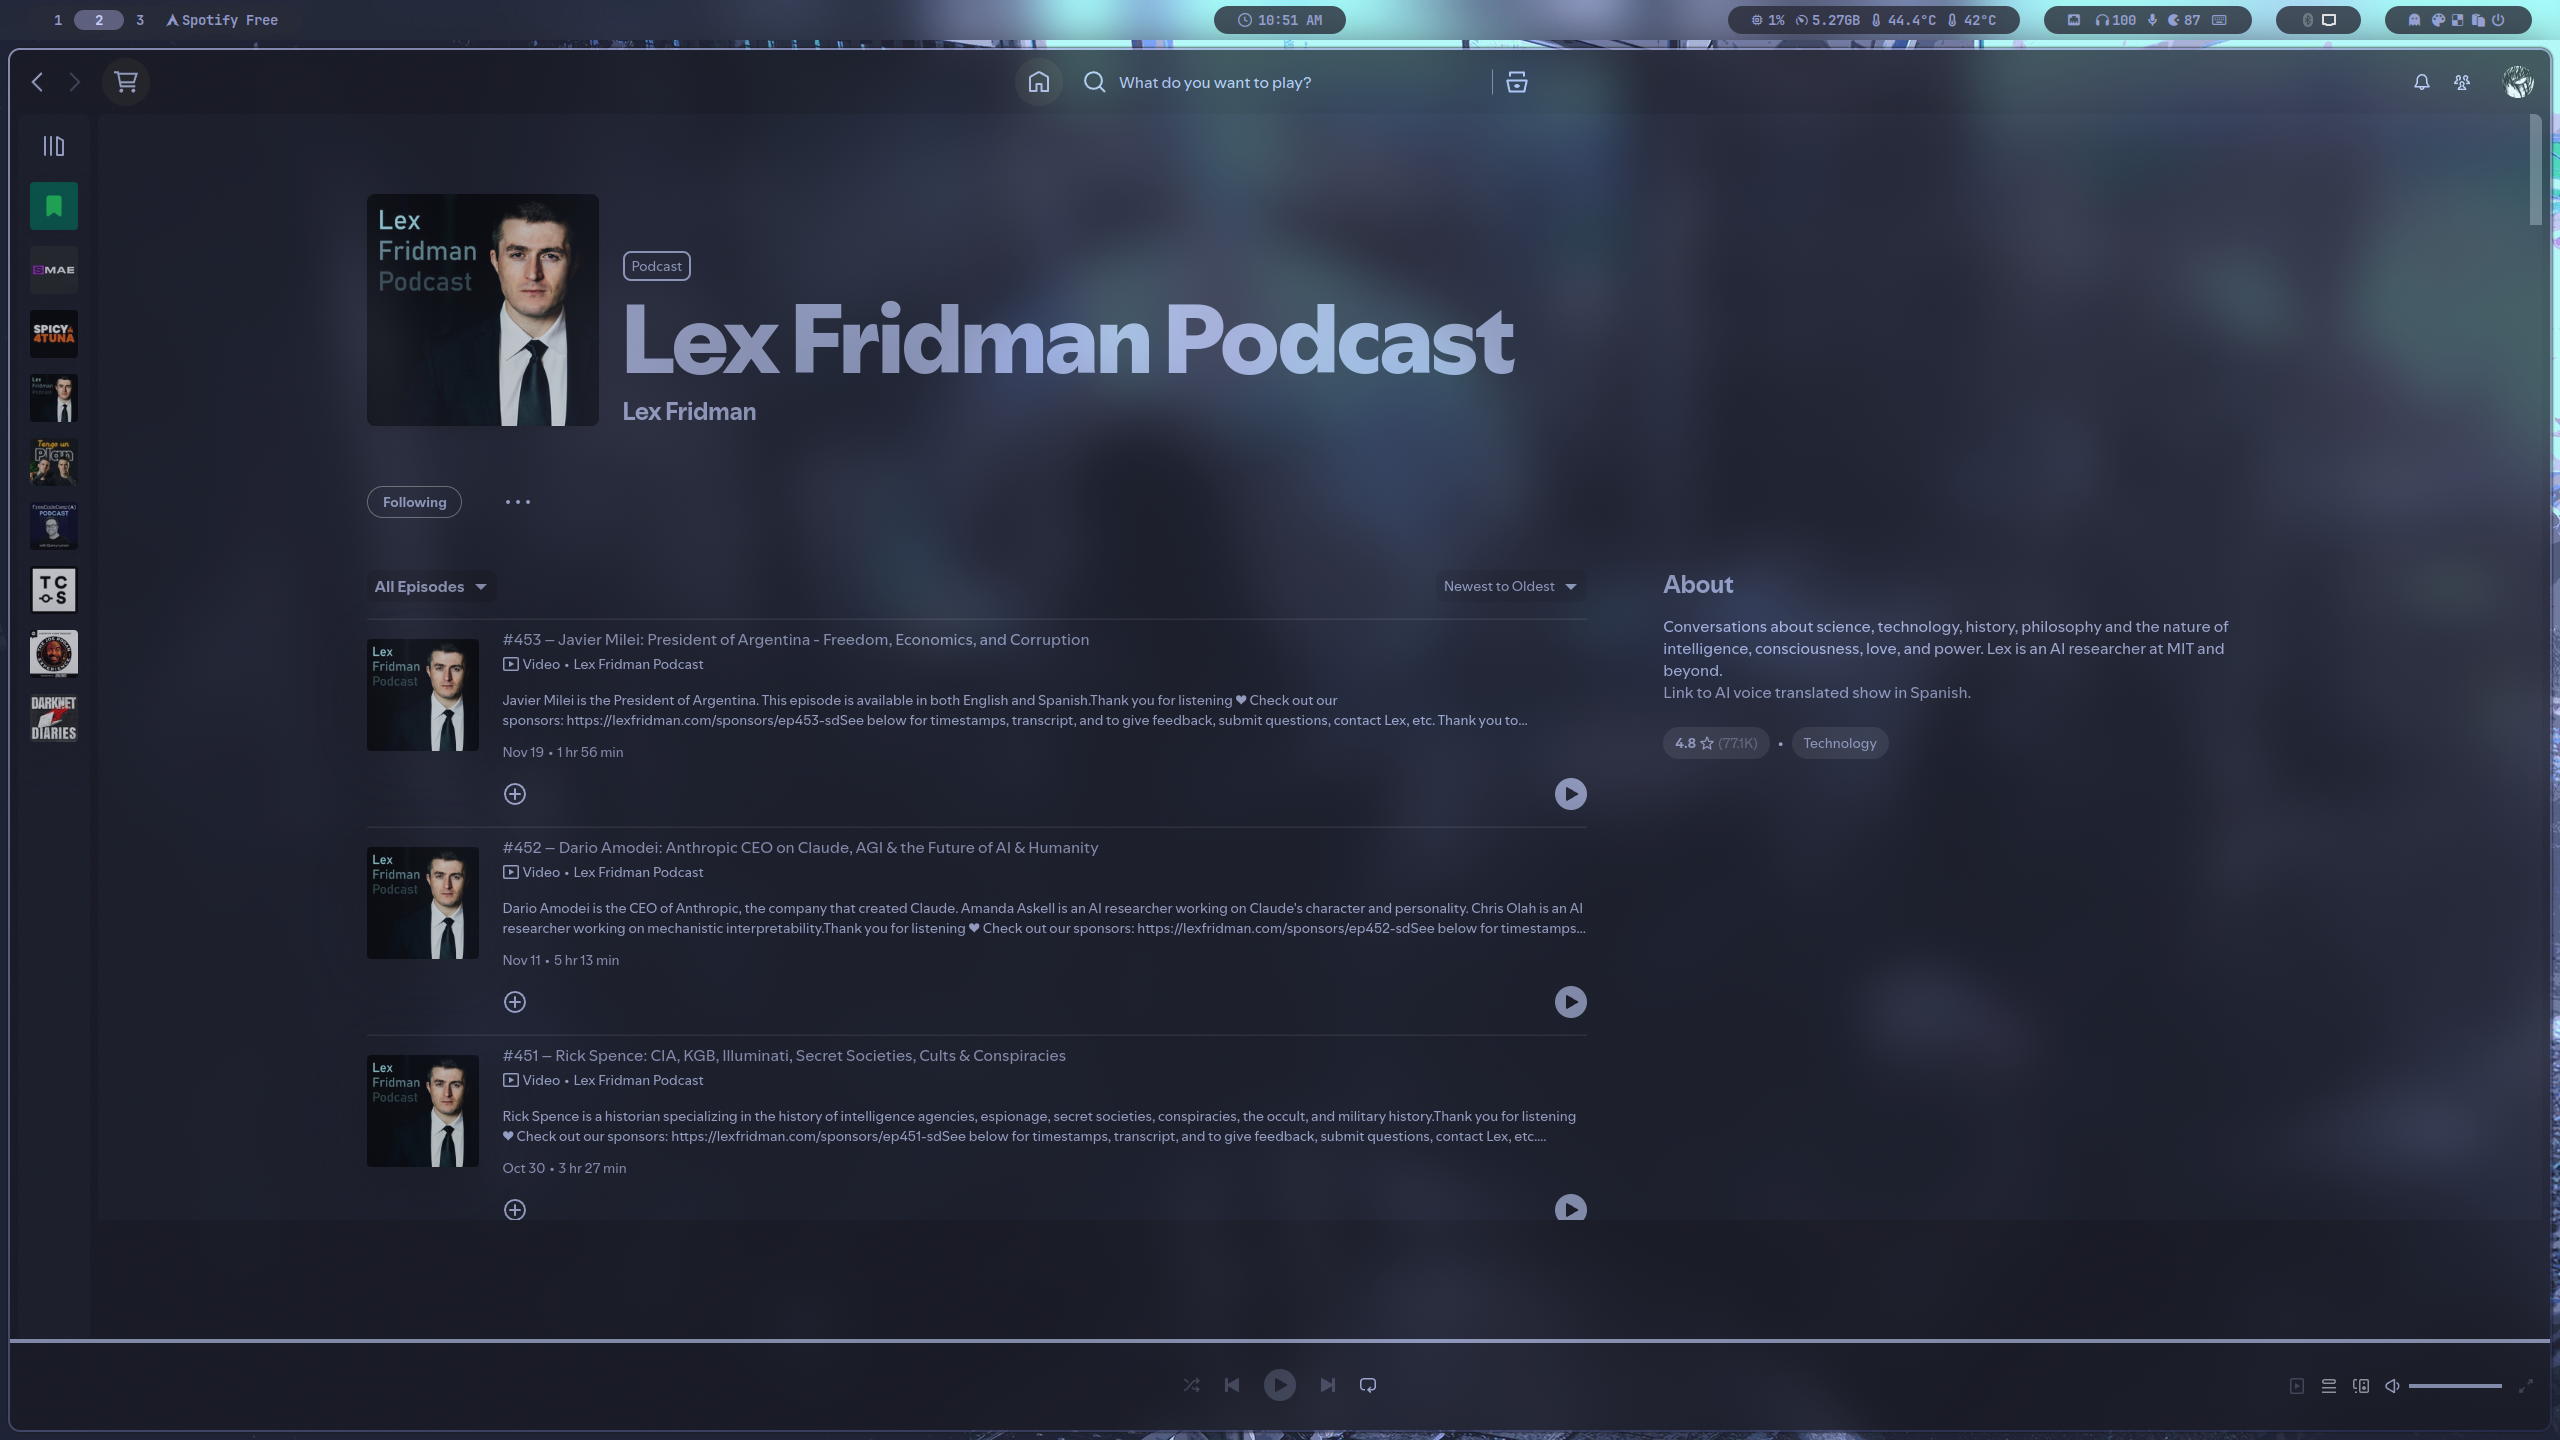 1 2 3 Spotify Free
10:51 AM
1% 5.27GB 44.4°C 42°C
100 87
What do you want to play?
SMAE
SPICY
4TUNA
Tengo un
Plan
freeCodeCamp(A)
PODCAST
T C
S
DARKNET
DIARIES
Lex
Fridman
Podcast
Podcast
Lex Fridman Podcast
Lex Fridman
Following
All Episodes
Newest to Oldest
Lex
Fridman
Podcast
#453 – Javier Milei: President of Argentina - Freedom, Economics, and Corruption
Video • Lex Fridman Podcast
Javier Milei is the President of Argentina. This episode is available in both English and Spanish.Thank you for listening ❤ Check out our
sponsors: https://lexfridman.com/sponsors/ep453-sdSee below for timestamps, transcript, and to give feedback, submit questions, contact Lex, etc. Thank you to...
Nov 19 • 1 hr 56 min
Lex
Fridman
Podcast
#452 – Dario Amodei: Anthropic CEO on Claude, AGI & the Future of AI & Humanity
Video • Lex Fridman Podcast
Dario Amodei is the CEO of Anthropic, the company that created Claude. Amanda Askell is an AI researcher working on Claude's character and personality. Chris Olah is an AI
researcher working on mechanistic interpretability.Thank you for listening ❤ Check out our sponsors: https://lexfridman.com/sponsors/ep452-sdSee below for timestamps...
Nov 11 • 5 hr 13 min
Lex
Fridman
Podcast
#451 – Rick Spence: CIA, KGB, Illuminati, Secret Societies, Cults & Conspiracies
Video • Lex Fridman Podcast
Rick Spence is a historian specializing in the history of intelligence agencies, espionage, secret societies, conspiracies, the occult, and military history.Thank you for listening
❤ Check out our sponsors: https://lexfridman.com/sponsors/ep451-sdSee below for timestamps, transcript, and to give feedback, submit questions, contact Lex, etc....
Oct 30 • 3 hr 27 min
About
Conversations about science, technology, history, philosophy and the nature of
intelligence, consciousness, love, and power. Lex is an AI researcher at MIT and
beyond.
Link to AI voice translated show in Spanish.
4.8 (77.1K) • Technology